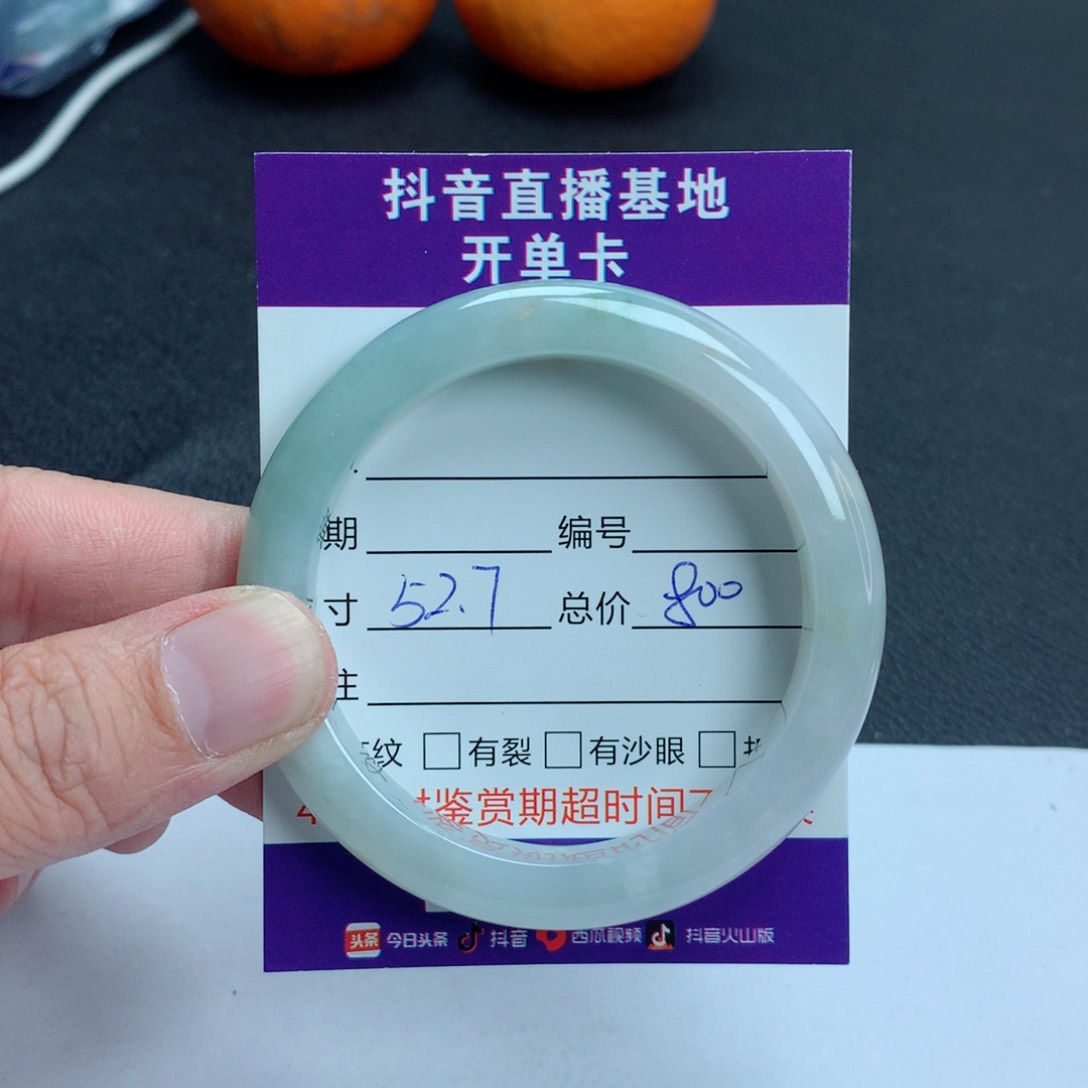 抖音直播基地
开单卡
期 编号
寸 52.7 总价 800
注
纹 有裂 有沙眼
鉴赏期超时间
头条 今日头条 抖音 西瓜视频 抖音火山版